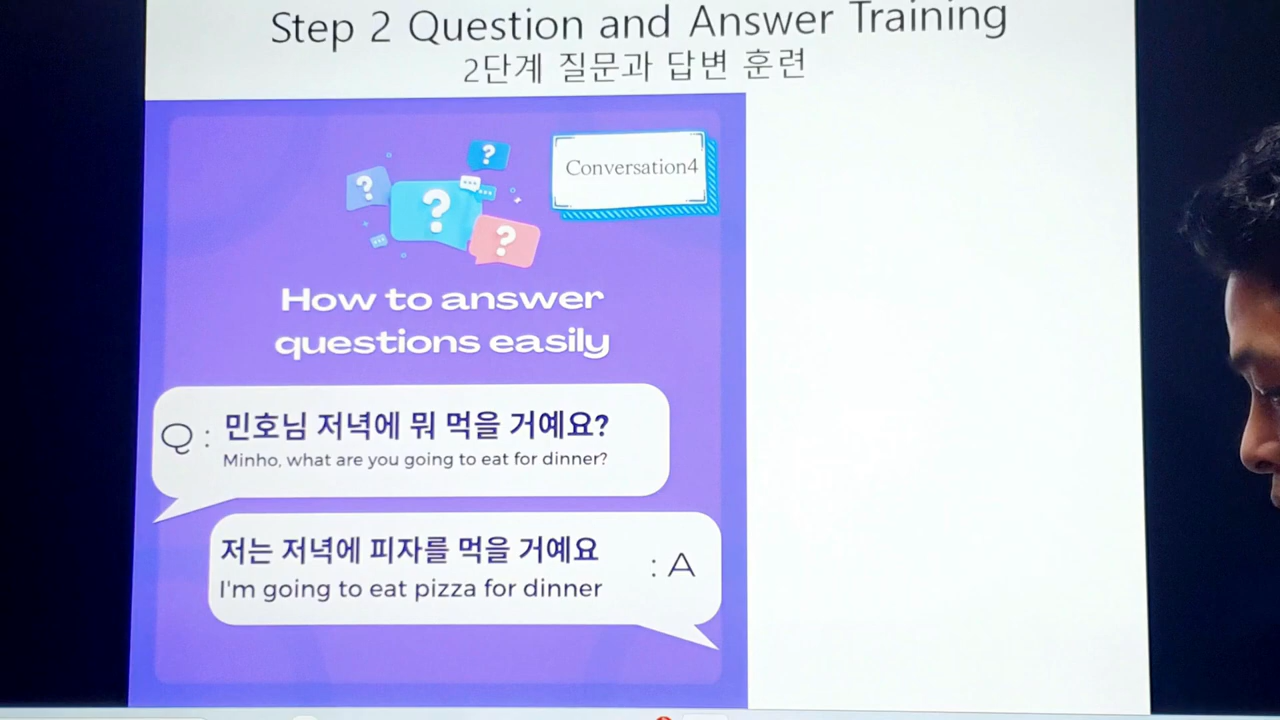 Step 2 Question and Answer Training
2단계 질문과 답변 훈련
Conversation4
How to answer
questions easily
Q : 민호님 저녁에 뭐 먹을 거예요?
Minho, what are you going to eat for dinner?
저는 저녁에 피자를 먹을 거예요
I'm going to eat pizza for dinner
: A